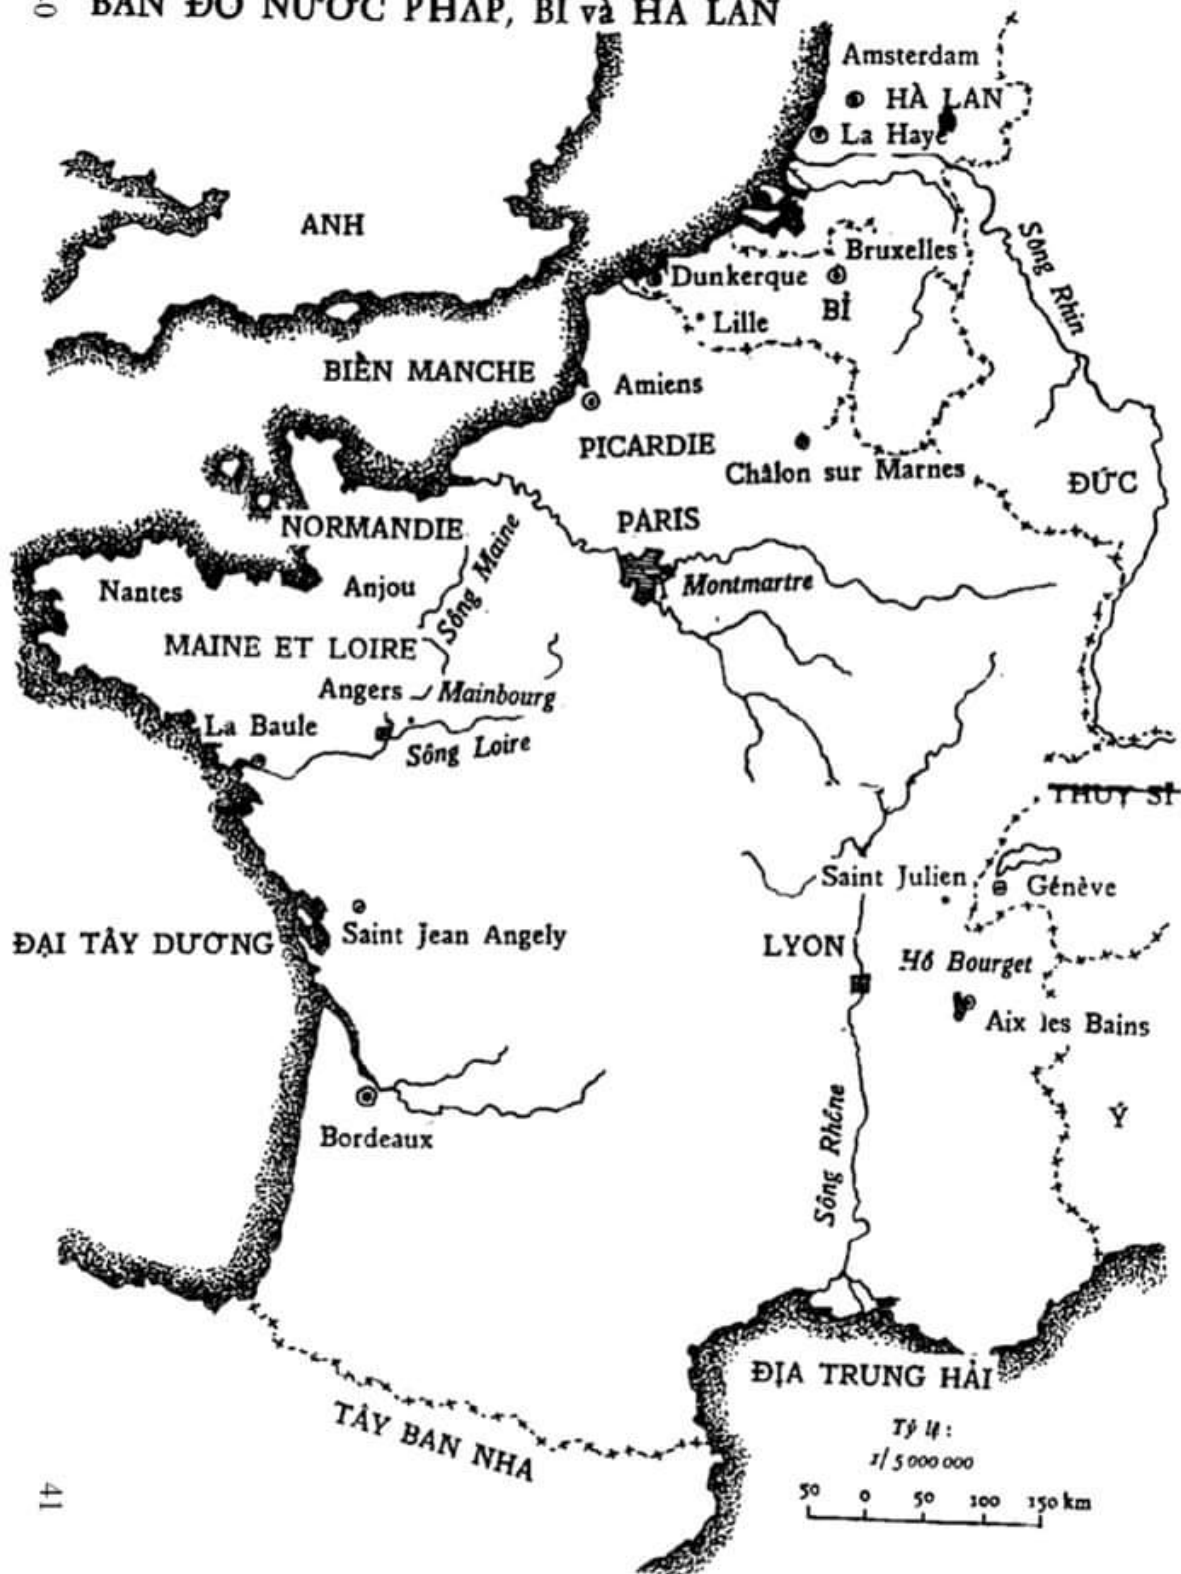 BẢN ĐỒ NƯỚC PHÁP, BỈ và HÀ LAN
Amsterdam
HÀ LAN
La Haye
ANH
Sông Rhin
Bruxelles
Dunkerque
BỈ
Lille
BIỂN MANCHE
Amiens
PICARDIE
Châlon sur Marnes
ĐỨC
NORMANDIE
PARIS
Sông Maine
Montmartre
Nantes
Anjou
MAINE ET LOIRE
Angers
Mainbourg
La Baule
Sông Loire
THỤY SĨ
Saint Julien
Génève
ĐẠI TÂY DƯƠNG
Saint Jean Angely
LYON
Hồ Bourget
Aix les Bains
Bordeaux
Sông Rhône
Ý
ĐỊA TRUNG HẢI
TÂY BAN NHA
Tỷ lệ :
1/ 5 000 000
50 0 50 100 150 km
41